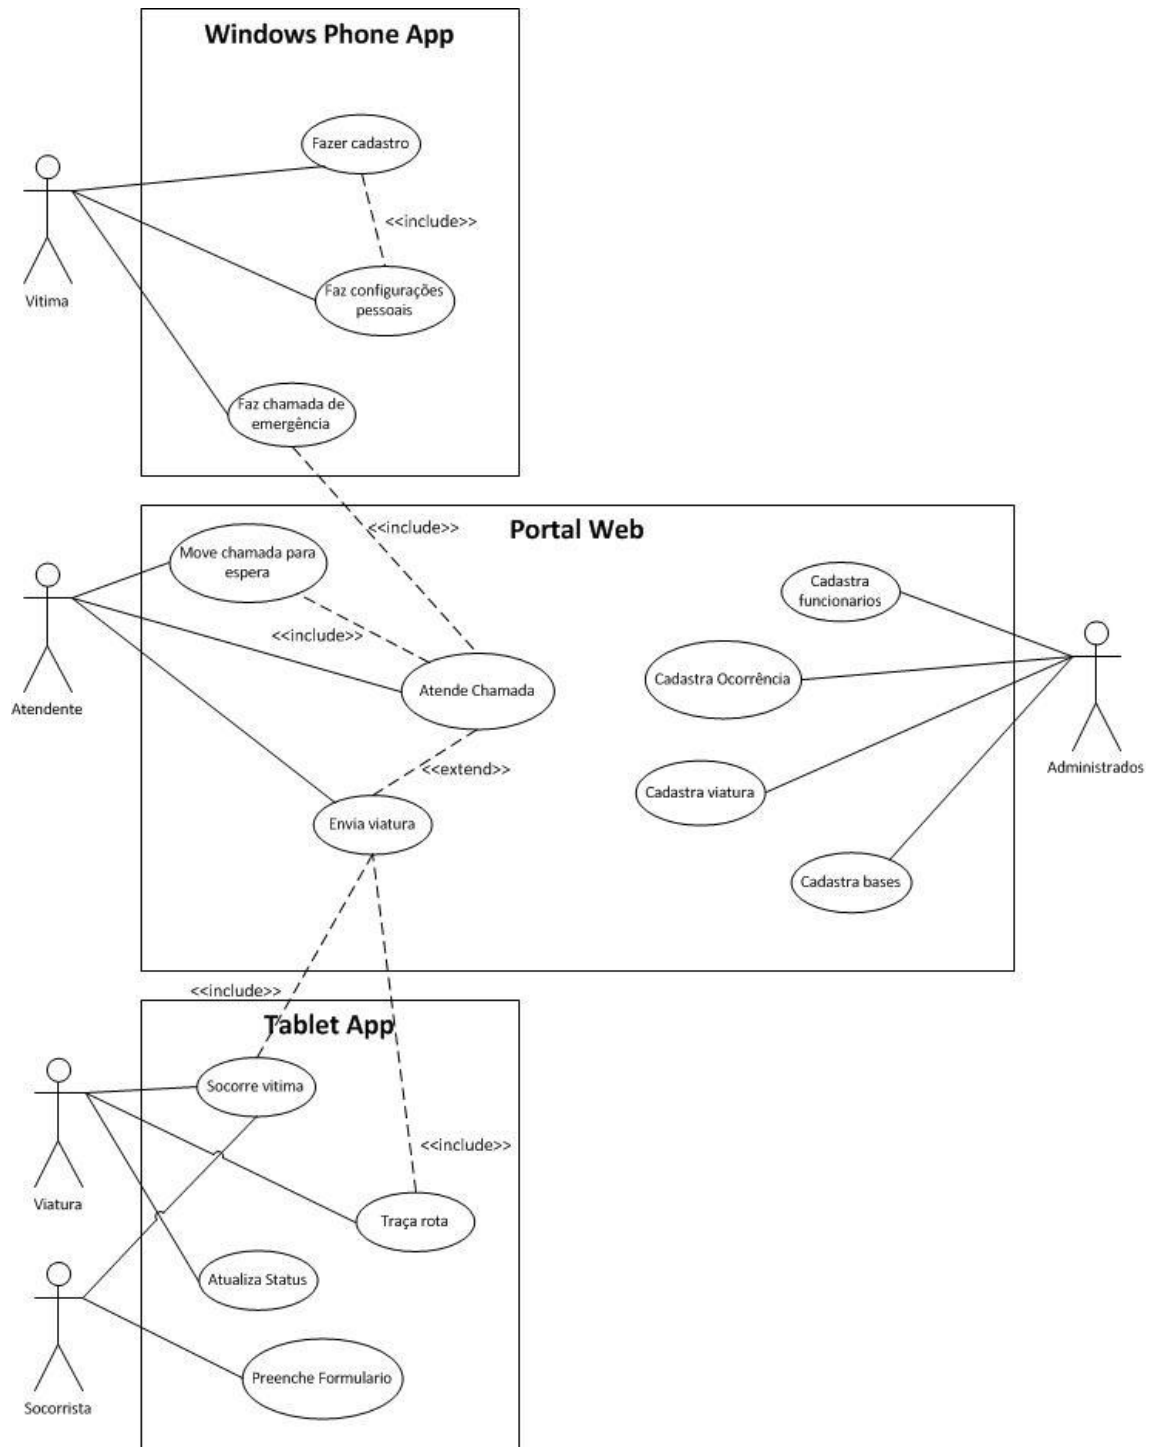 Windows Phone App
Fazer cadastro
<<include>>
Faz configurações
pessoais
Vitima
Faz chamada de
emergência
<<include>>
Portal Web
Move chamada para
espera
<<include>>
Atende Chamada
Atendente
<<extend>>
Envia viatura
Cadastra
funcionarios
Cadastra Ocorrência
Cadastra viatura
Cadastra bases
Administrados
<<include>>
Tablet App
Socorre vitima
<<include>>
Viatura
Traça rota
Atualiza Status
Preenche Formulario
Socorrista